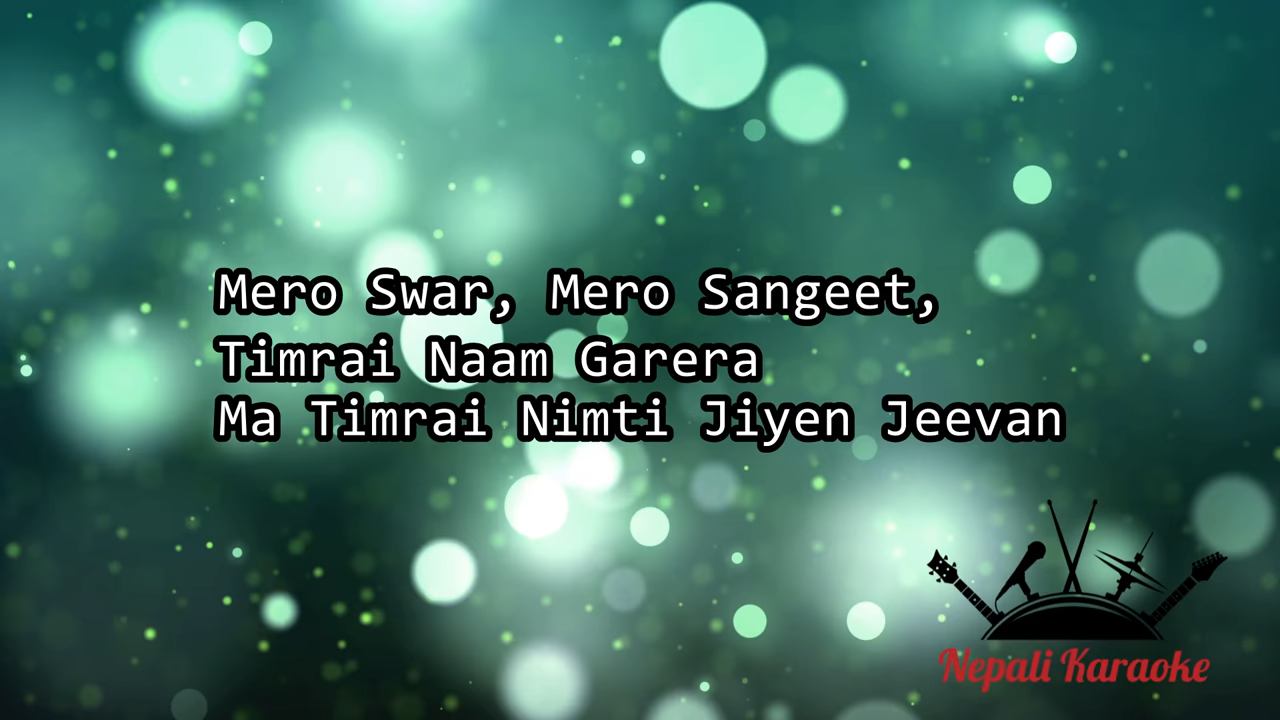 Mero Swar, Mero Sangeet,
Timrai Naam Garera
Ma Timrai Nimti Jiyen Jeevan
Nepali Karaoke